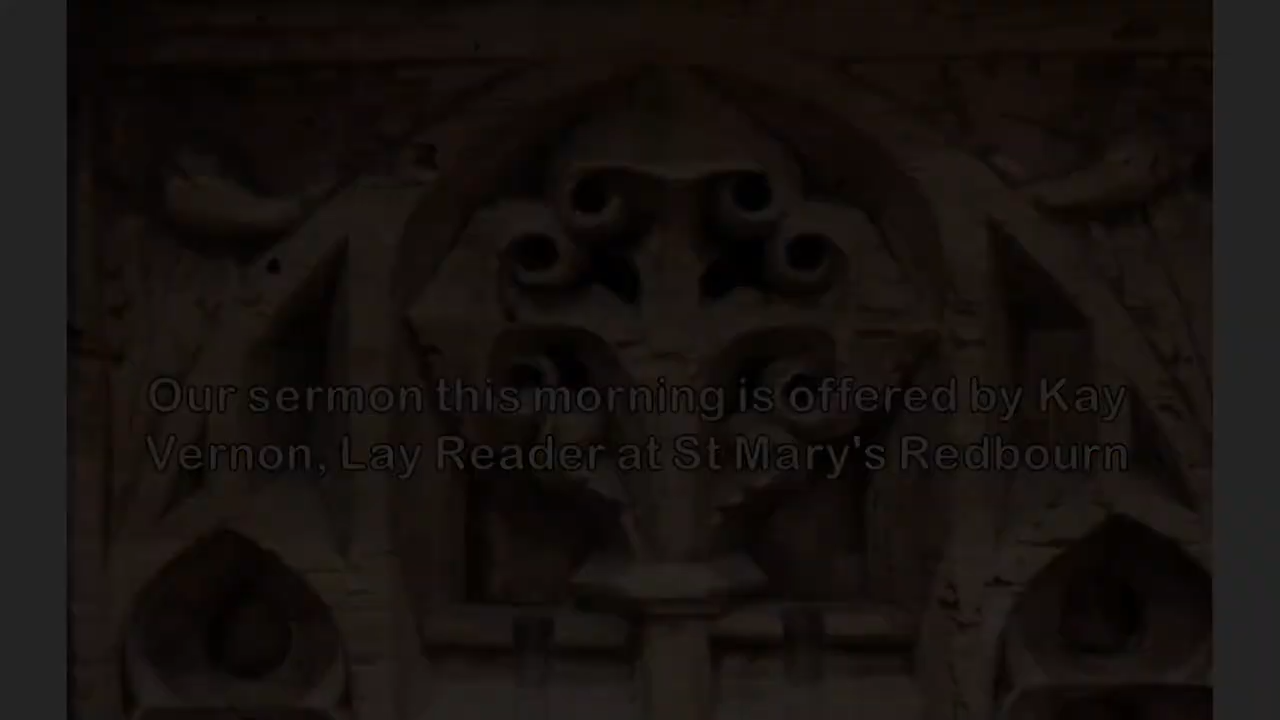 Our sermon this morning is offered by Kay
Vernon, Lay Reader at St Mary's Redbourn